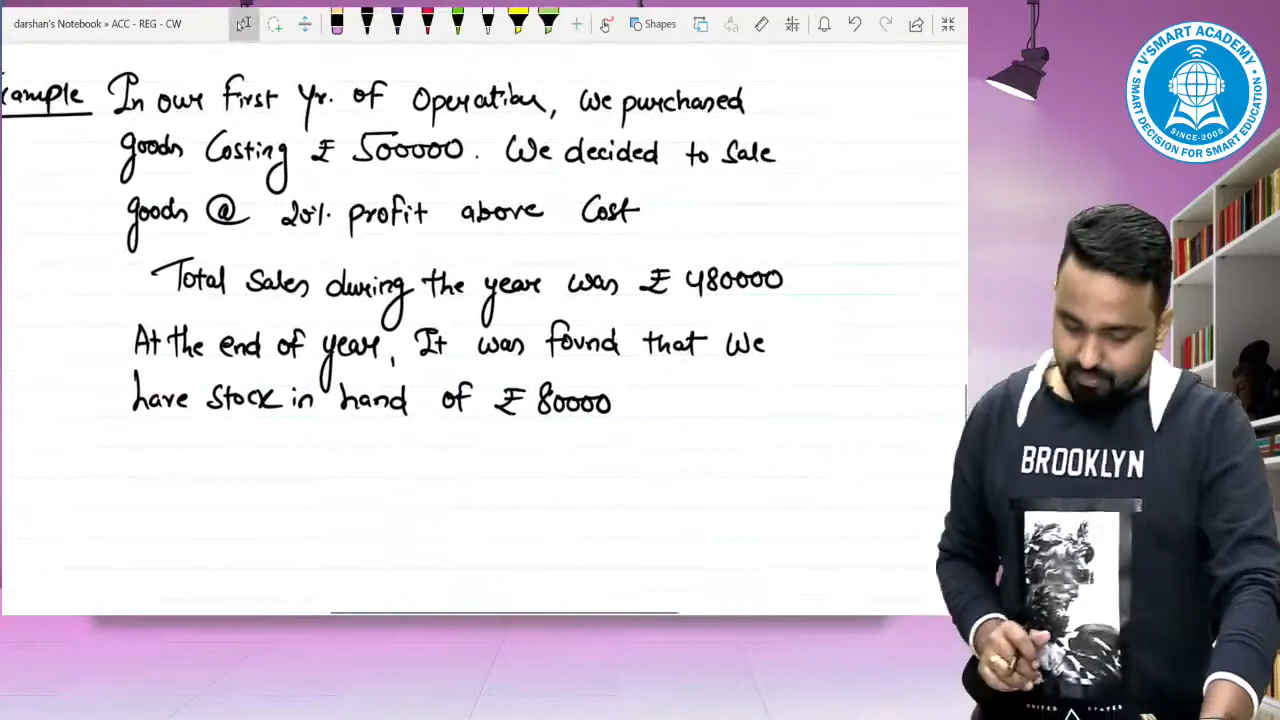 darshan's Notebook » ACC - REG - CW
Shapes
Example In our first Yr. of Operation, We purchased
goods Costing ₹ 500000. We decided to Sale
goods @ 20% profit above Cost
Total Sales during the year was ₹ 480000
At the end of year, It was found that We
have Stock in hand of ₹ 80000
V'SMART ACADEMY
SINCE-2005
SMART DECISION FOR SMART EDUCATION
BROOKLYN
UNITED STATES